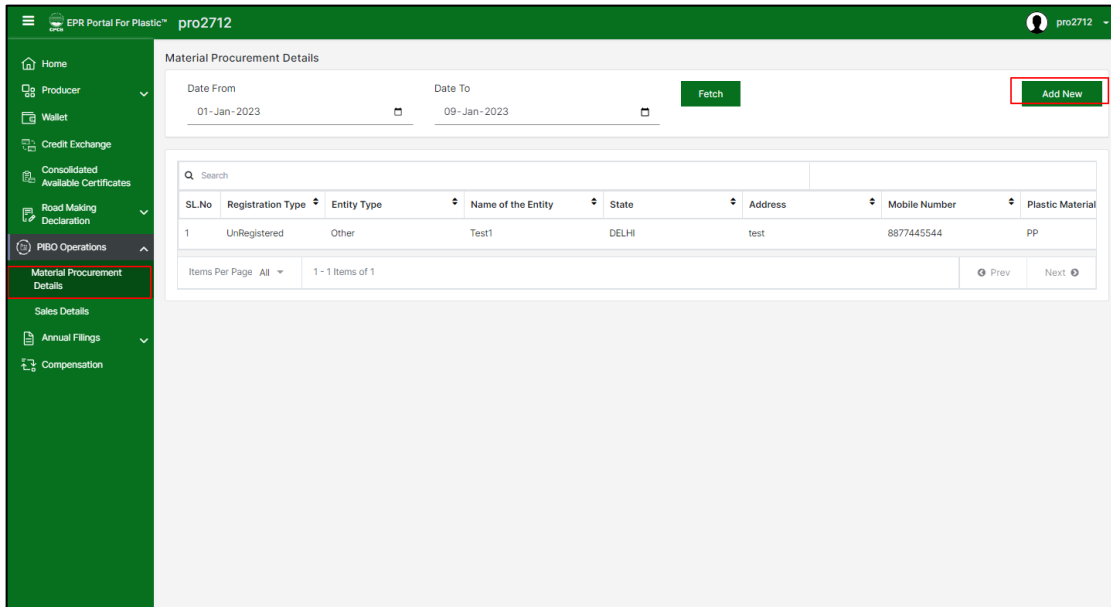 EPR Portal For Plastic™ pro2712
pro2712
Home
Producer
Wallet
Credit Exchange
Consolidated
Available Certificates
Road Making
Declaration
PIBO Operations
Material Procurement
Details
Sales Details
Annual Filings
Compensation
Material Procurement Details
Date From Date To
01-Jan-2023 09-Jan-2023 Fetch Add New
Search
SL.No Registration Type Entity Type Name of the Entity State Address Mobile Number Plastic Material
1 UnRegistered Other Test1 DELHI test 8877445544 PP
Items Per Page All 1 - 1 Items of 1 Prev Next